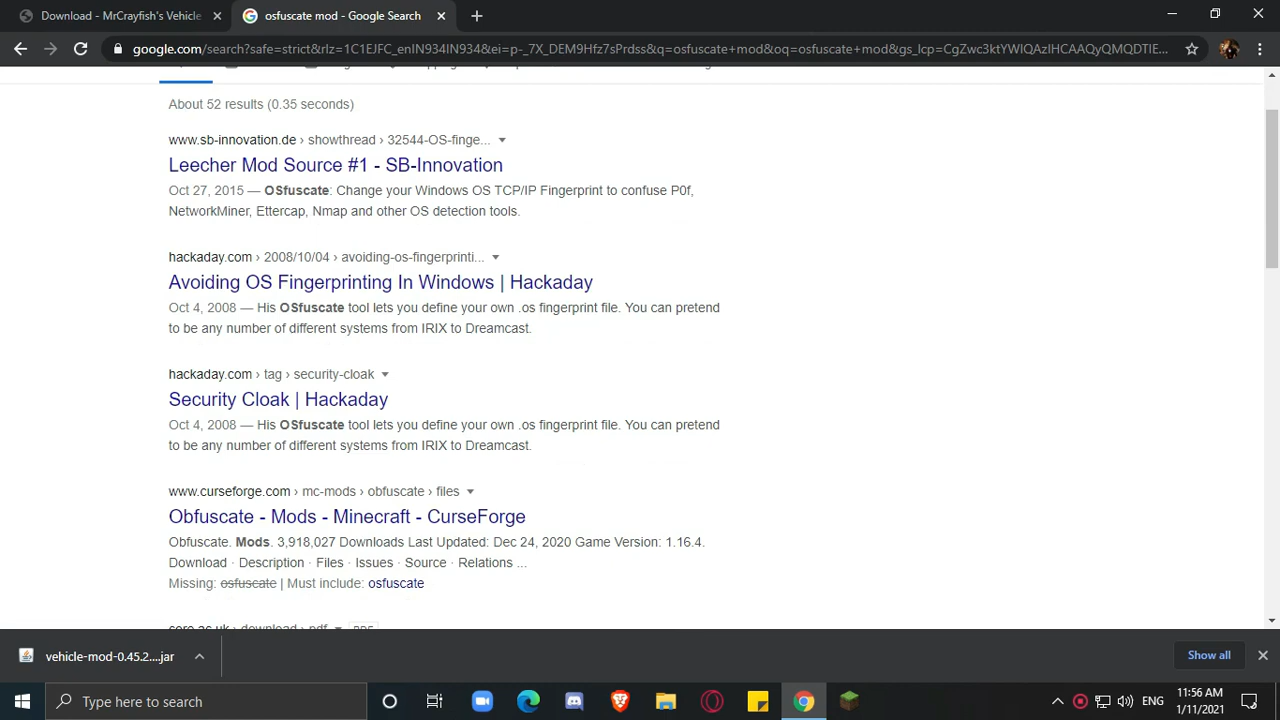 Download - MrCrayfish's Vehicle
osfuscate mod - Google Search
google.com/search?safe=strict&rlz=1C1EJFC_enIN934IN934&ei=p-_7X_DEM9Hfz7sPrdss&q=osfuscate+mod&oq=osfuscate+mod&gs_lcp=CgZwc3ktYWIQAzIHCAAQyQMQDTIE...
About 52 results (0.35 seconds)
www.sb-innovation.de › showthread › 32544-OS-finge...
Leecher Mod Source #1 - SB-Innovation
Oct 27, 2015 — OSfuscate: Change your Windows OS TCP/IP Fingerprint to confuse P0f,
NetworkMiner, Ettercap, Nmap and other OS detection tools.
hackaday.com › 2008/10/04 › avoiding-os-fingerprinti...
Avoiding OS Fingerprinting In Windows | Hackaday
Oct 4, 2008 — His OSfuscate tool lets you define your own .os fingerprint file. You can pretend
to be any number of different systems from IRIX to Dreamcast.
hackaday.com › tag › security-cloak
Security Cloak | Hackaday
Oct 4, 2008 — His OSfuscate tool lets you define your own .os fingerprint file. You can pretend
to be any number of different systems from IRIX to Dreamcast.
www.curseforge.com › mc-mods › obfuscate › files
Obfuscate - Mods - Minecraft - CurseForge
Obfuscate. Mods. 3,918,027 Downloads Last Updated: Dec 24, 2020 Game Version: 1.16.4.
Download · Description · Files · Issues · Source · Relations ...
Missing: osfuscate | Must include: osfuscate
core.ac.uk › download › pdf PDF
vehicle-mod-0.45.2....jar
Show all
Type here to search
ENG
11:56 AM
1/11/2021